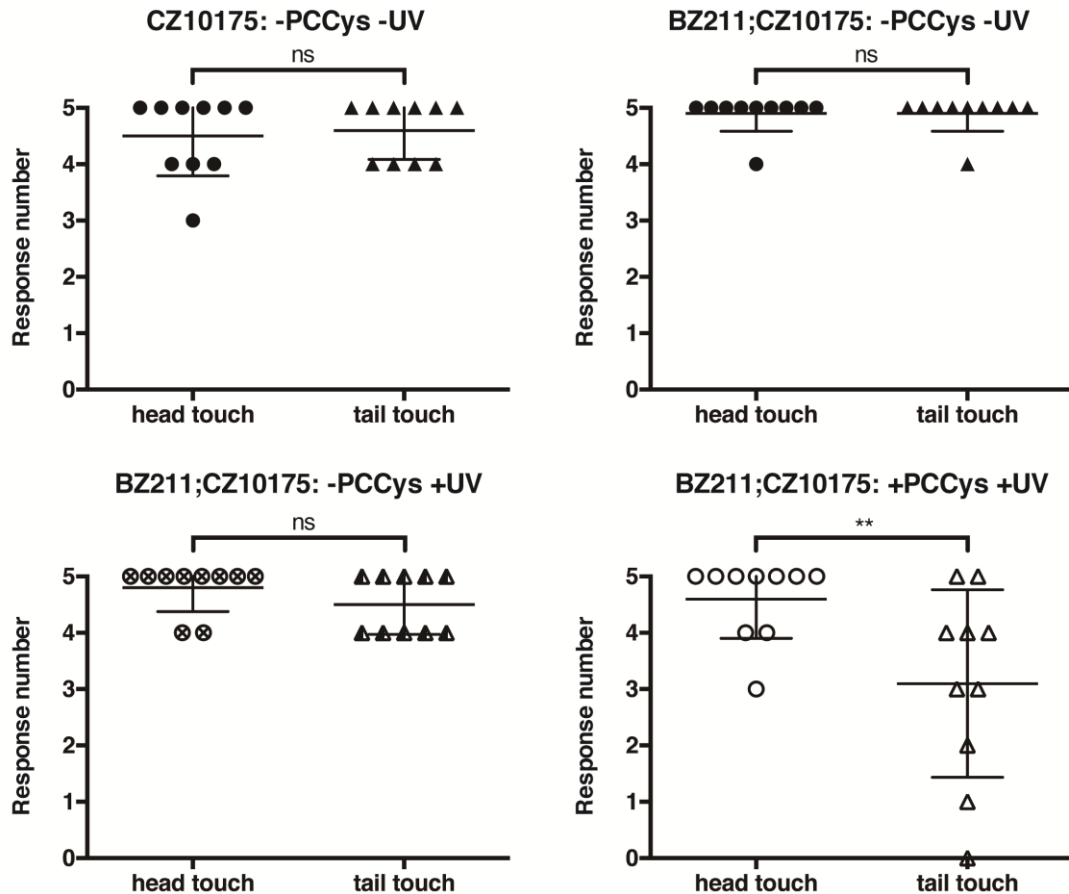 CZ10175: -PCCys -UV
ns
Response number
5
4
3
2
1
0
head touch tail touch
BZ211;CZ10175: -PCCys -UV
ns
Response number
5
4
3
2
1
0
head touch tail touch
BZ211;CZ10175: -PCCys +UV
ns
Response number
5
4
3
2
1
0
head touch tail touch
BZ211;CZ10175: +PCCys +UV
**
Response number
5
4
3
2
1
0
head touch tail touch